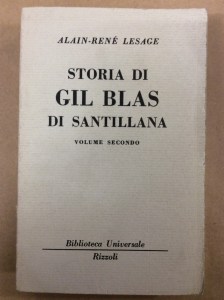 ALAIN-RENÉ LESAGE
STORIA DI
GIL BLAS
DI SANTILLANA
VOLUME SECONDO
Biblioteca Universale
Rizzoli